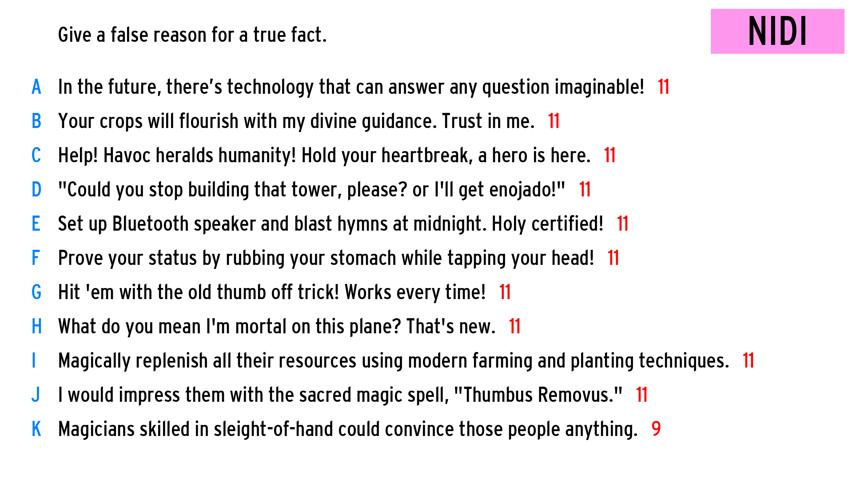 Give a false reason for a true fact.
NIDI
A In the future, there's technology that can answer any question imaginable! 11
B Your crops will flourish with my divine guidance. Trust in me. 11
C Help! Havoc heralds humanity! Hold your heartbreak, a hero is here. 11
D "Could you stop building that tower, please? or I'll get enojado!" 11
E Set up Bluetooth speaker and blast hymns at midnight. Holy certified! 11
F Prove your status by rubbing your stomach while tapping your head! 11
G Hit 'em with the old thumb off trick! Works every time! 11
H What do you mean I'm mortal on this plane? That's new. 11
I Magically replenish all their resources using modern farming and planting techniques. 11
J I would impress them with the sacred magic spell, "Thumbus Removus." 11
K Magicians skilled in sleight-of-hand could convince those people anything. 9